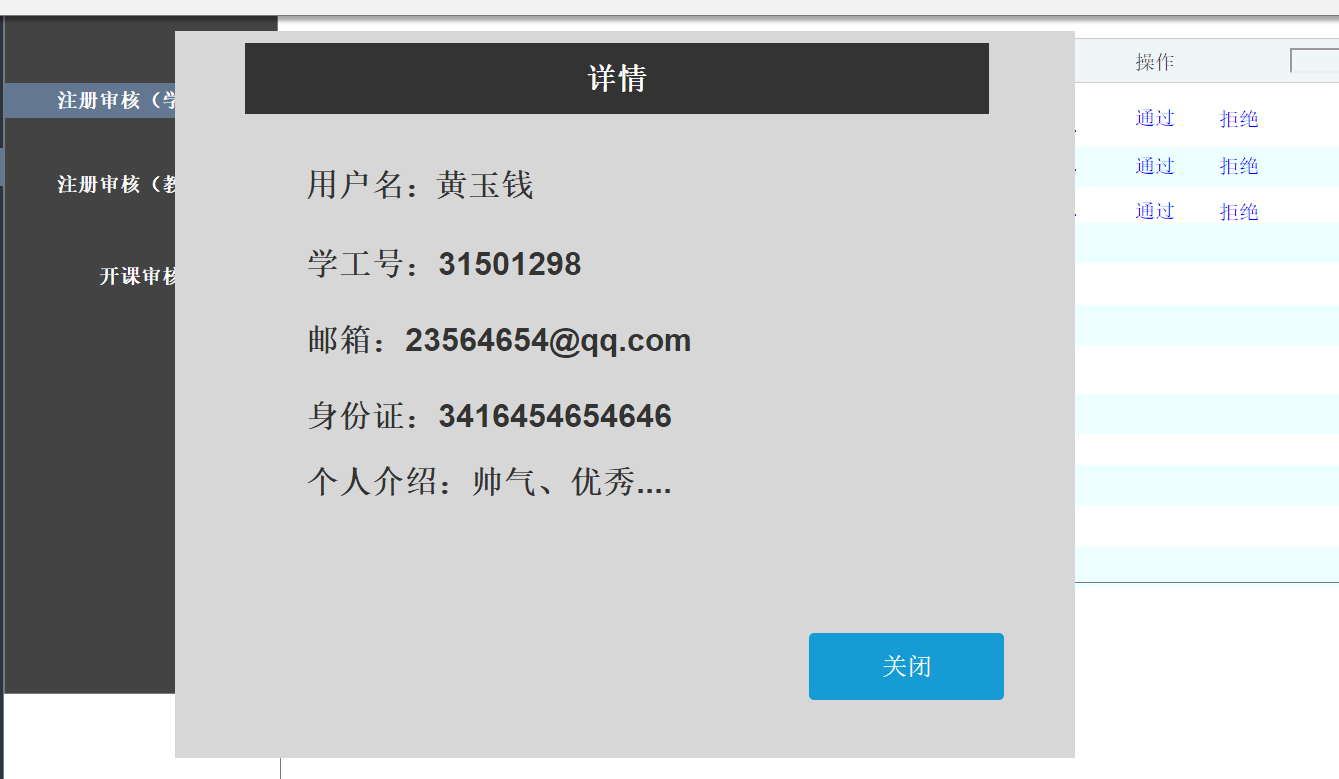 详情
操作
注册审核（学
通过 拒绝
通过 拒绝
注册审核（教
用户名：黄玉钱
通过 拒绝
学工号：31501298
开课审核
邮箱：23564654@qq.com
身份证：3416454654646
个人介绍：帅气、优秀....
关闭